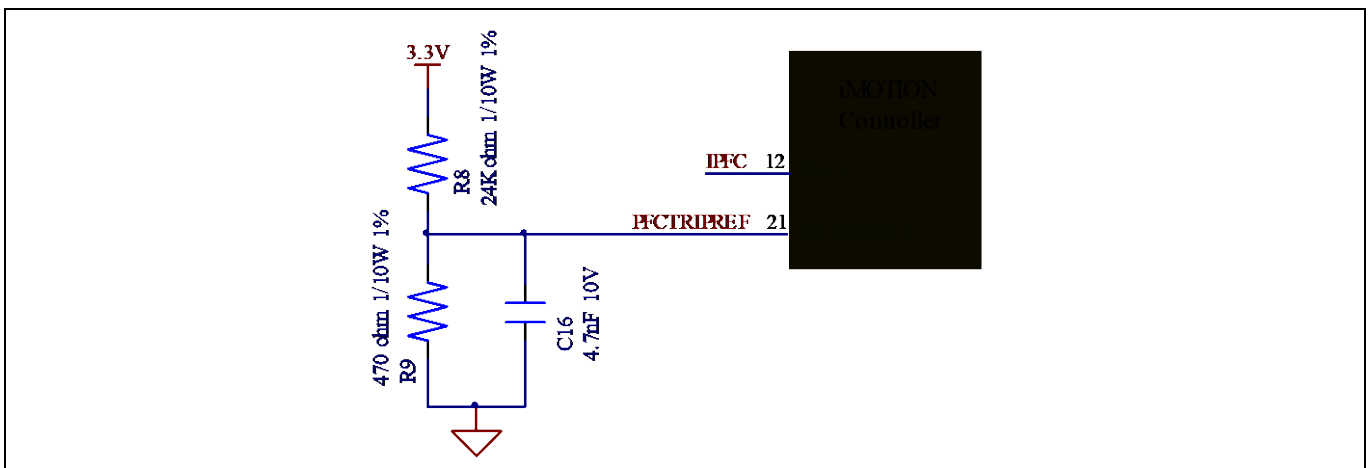 3.3V
R8
24K ohm 1/10W 1%
iMOTION
Controller
IPFC 12
PFCTRIPREF 21
470 ohm 1/10W 1%
R9
C16
4.7nF 10V